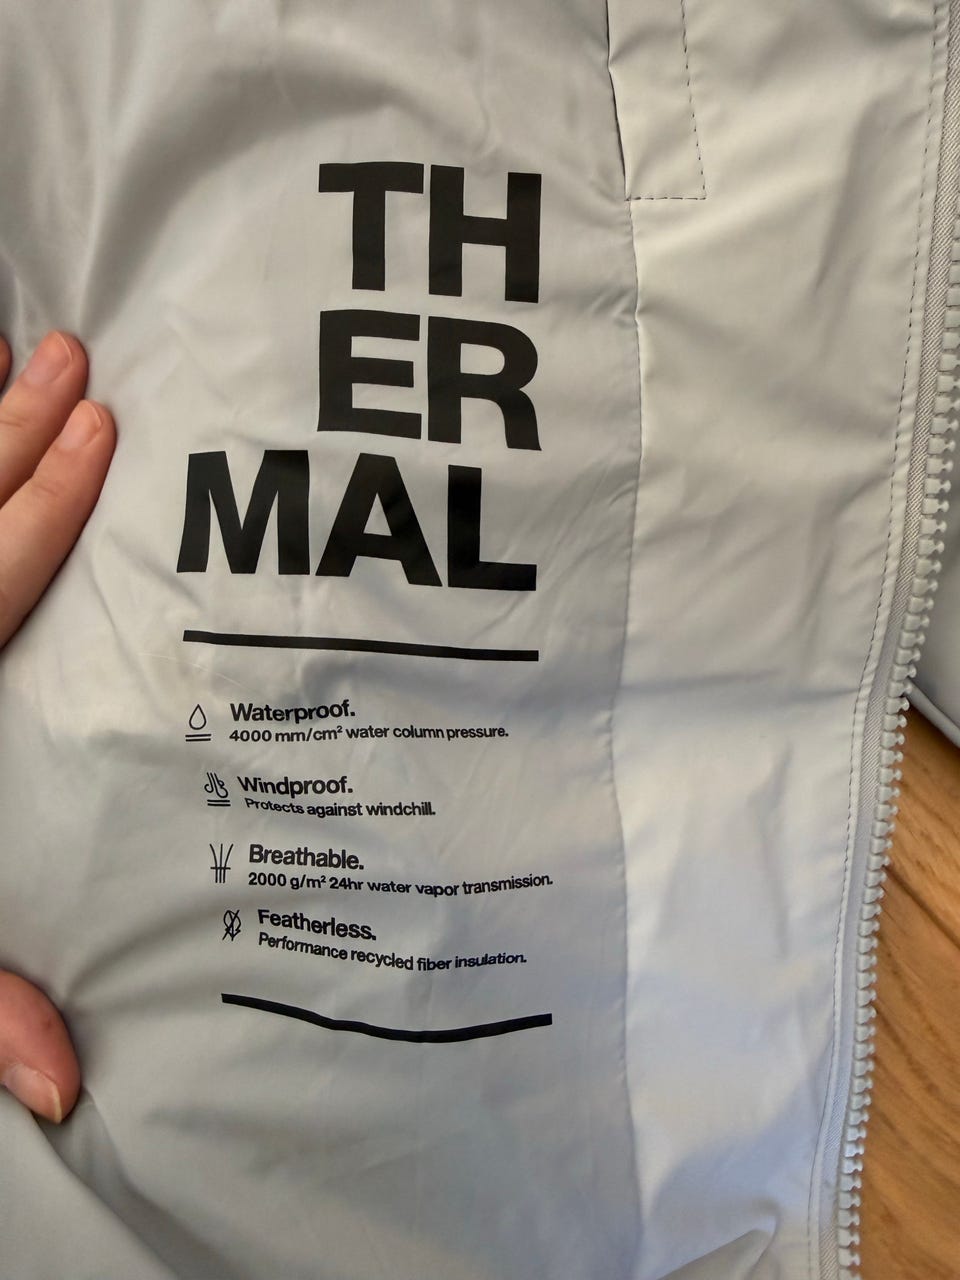 TH
ER
MAL
Waterproof.
4000 mm/cm² water column pressure.
Windproof.
Protects against windchill.
Breathable.
2000 g/m² 24hr water vapor transmission.
Featherless.
Performance recycled fiber insulation.